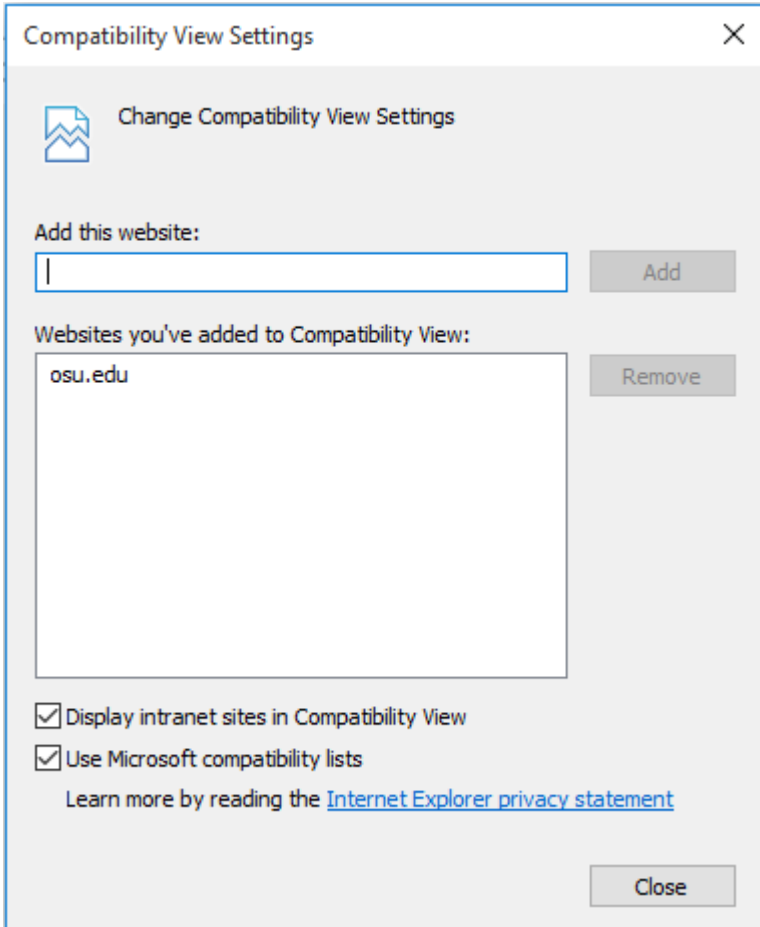 Compatibility View Settings
Change Compatibility View Settings
Add this website:
Add
Websites you've added to Compatibility View:
osu.edu
Remove
Display intranet sites in Compatibility View
Use Microsoft compatibility lists
Learn more by reading the Internet Explorer privacy statement
Close